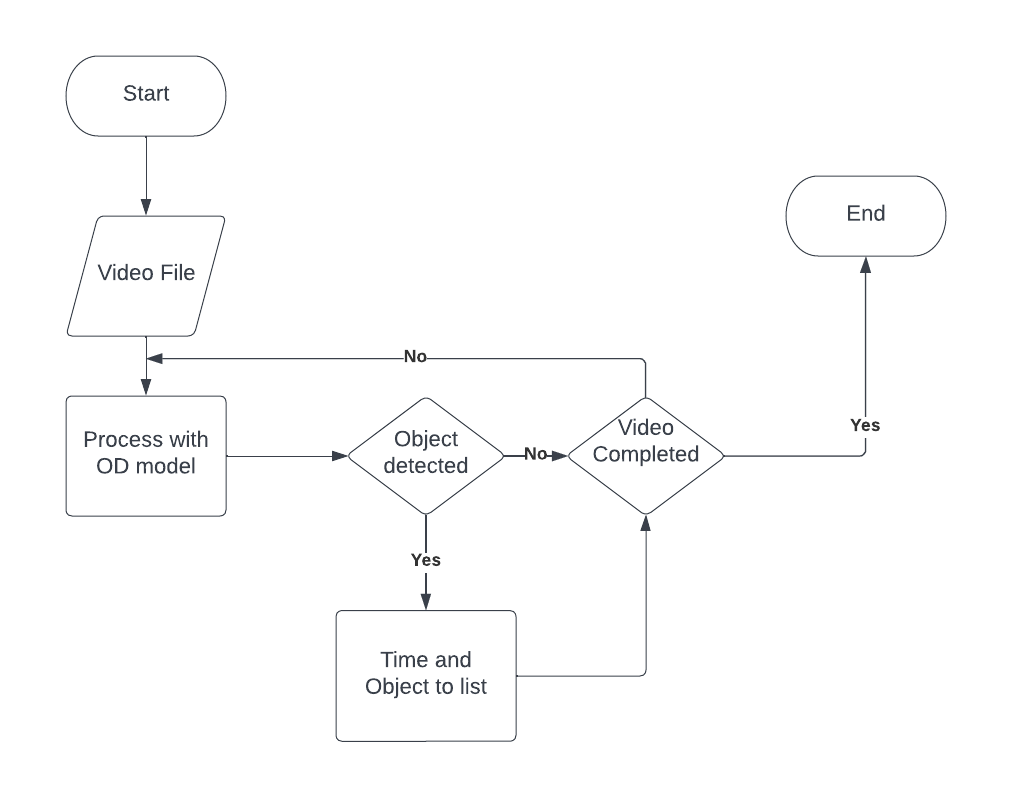 Start
End
Video File
No
Process with
OD model
Object
detected
No
Video
Completed
Yes
Yes
Time and
Object to list